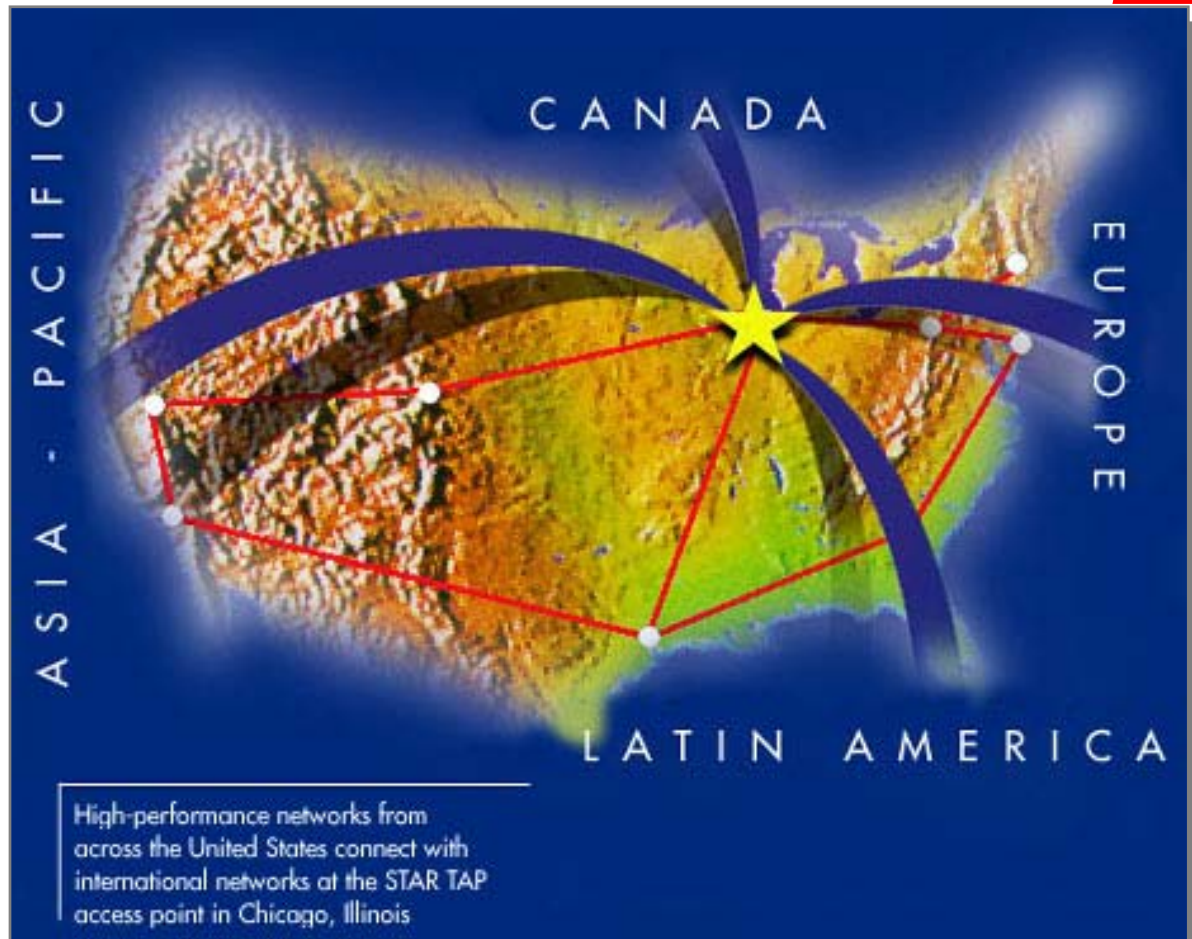 CANADA
ASIA - PACIFIC
EUROPE
LATIN AMERICA
High-performance networks from
across the United States connect with
international networks at the STAR TAP
access point in Chicago, Illinois